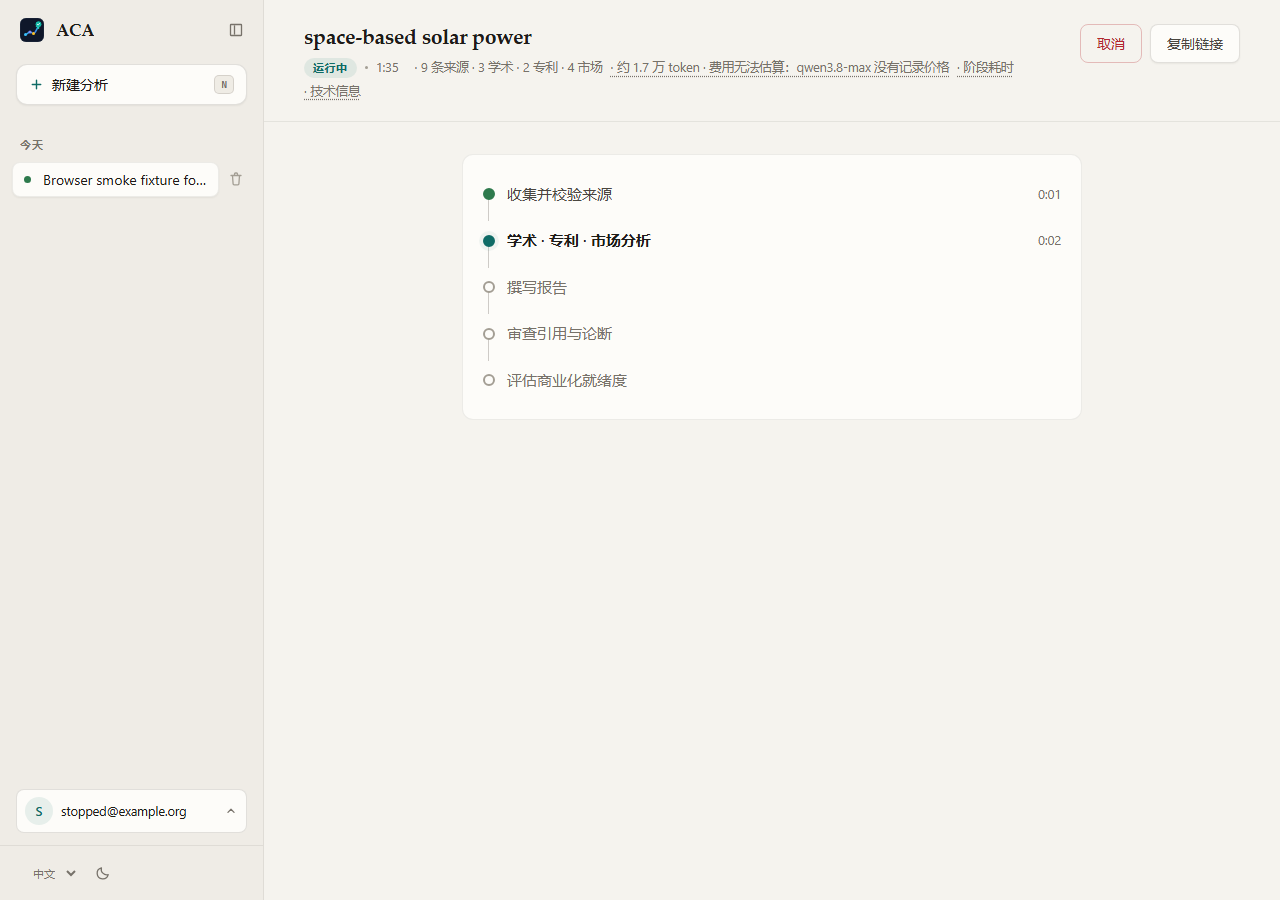 ACA
新建分析
N
今天
Browser smoke fixture fo...
stopped@example.org
S
中文
space-based solar power
运行中 · 1:35 · 9 条来源 · 3 学术 · 2 专利 · 4 市场 · 约 1.7 万 token · 费用无法估算: qwen3.8-max 没有记录价格 · 阶段耗时
· 技术信息
取消
复制链接
收集并校验来源 0:01
学术 · 专利 · 市场分析 0:02
撰写报告
审查引用与论断
评估商业化就绪度